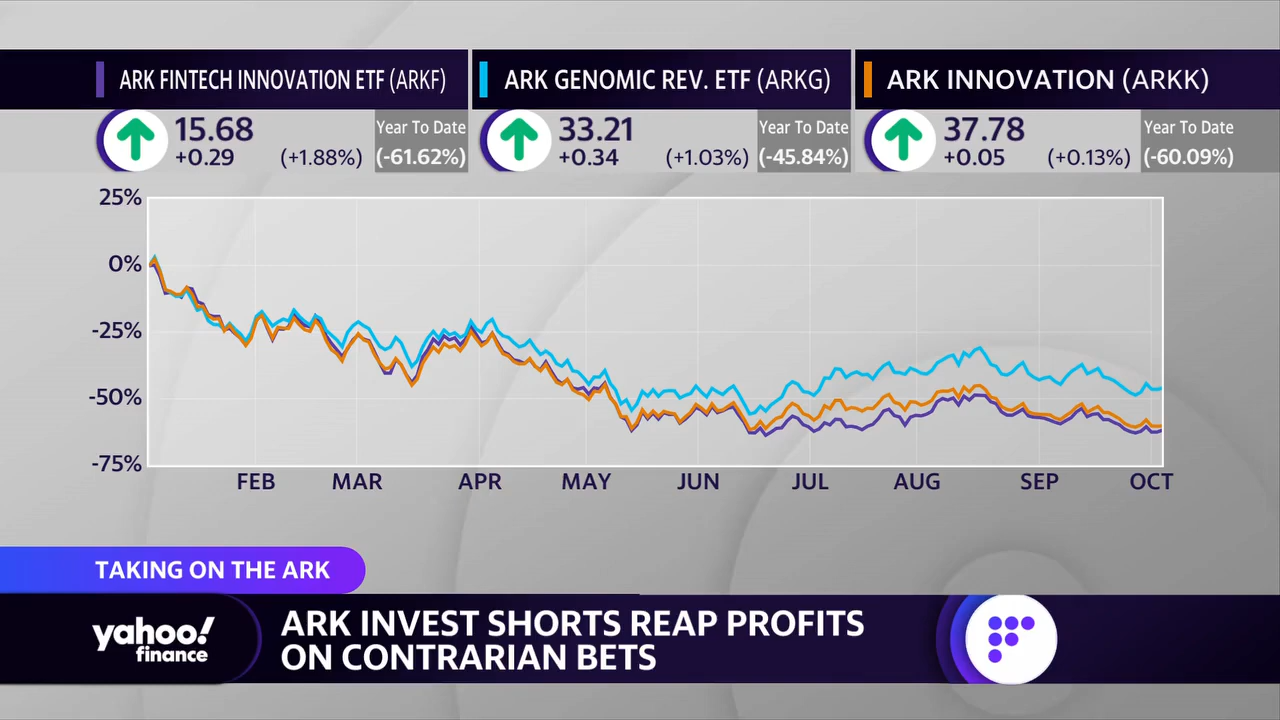 ARK FINTECH INNOVATION ETF (ARKF)
15.68
+0.29 (+1.88%)
Year To Date
(-61.62%)
ARK GENOMIC REV. ETF (ARKG)
33.21
+0.34 (+1.03%)
Year To Date
(-45.84%)
ARK INNOVATION (ARKK)
37.78
+0.05 (+0.13%)
Year To Date
(-60.09%)
25%
0%
-25%
-50%
-75%
FEB MAR APR MAY JUN JUL AUG SEP OCT
TAKING ON THE ARK
yahoo!
finance
ARK INVEST SHORTS REAP PROFITS
ON CONTRARIAN BETS